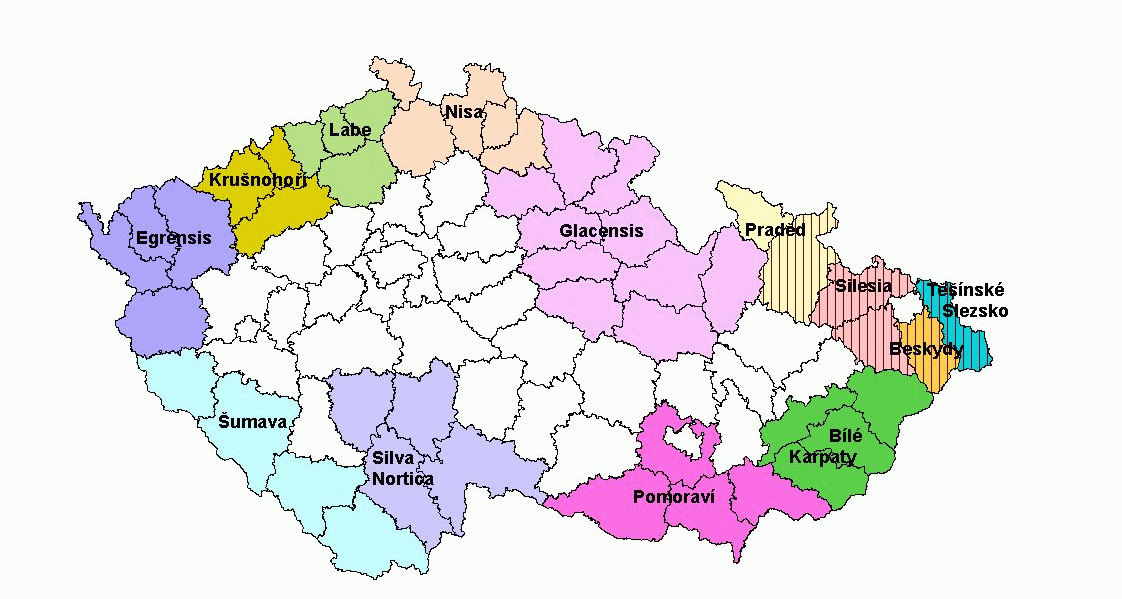 Nisa
Labe
Krušnohoří
Egrensis
Glacensis
Praděd
Silesia
Těšínské
Slezsko
Beskydy
Šumava
Silva
Nortica
Bílé
Karpaty
Pomoraví